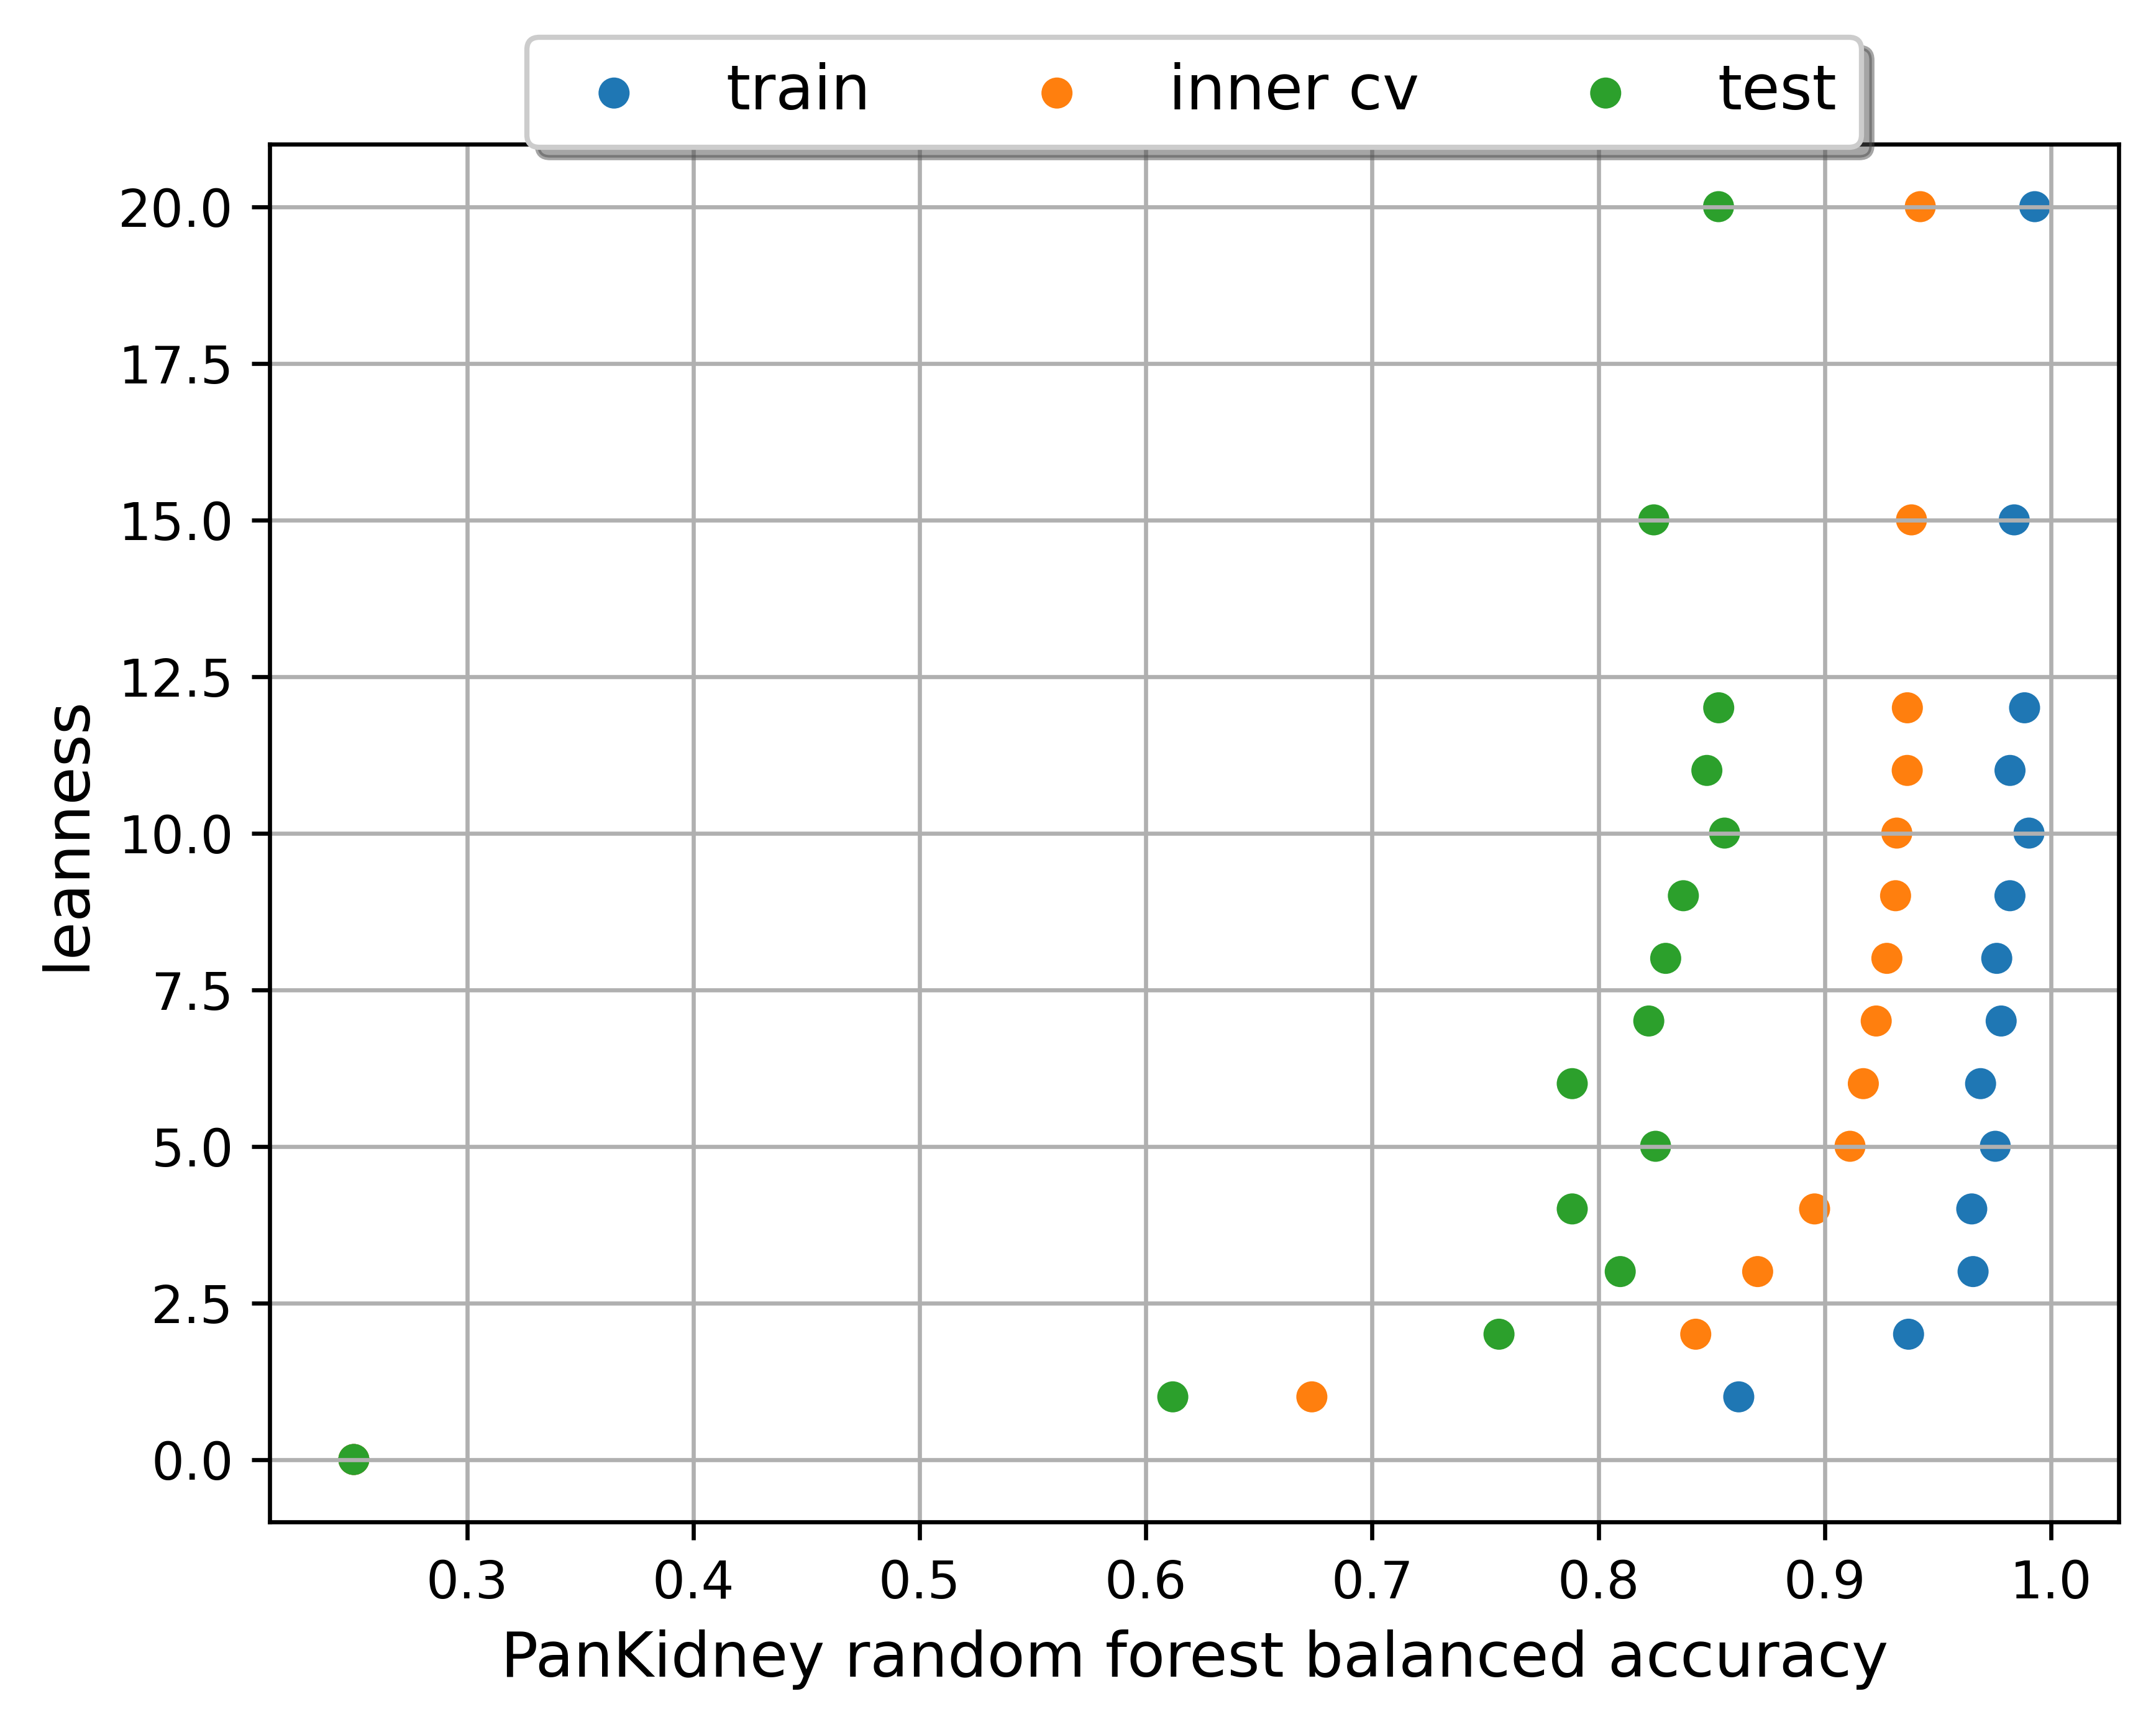 train inner cv test
20.0
17.5
15.0
12.5
10.0
7.5
5.0
2.5
0.0
leanness
0.3 0.4 0.5 0.6 0.7 0.8 0.9 1.0
PanKidney random forest balanced accuracy